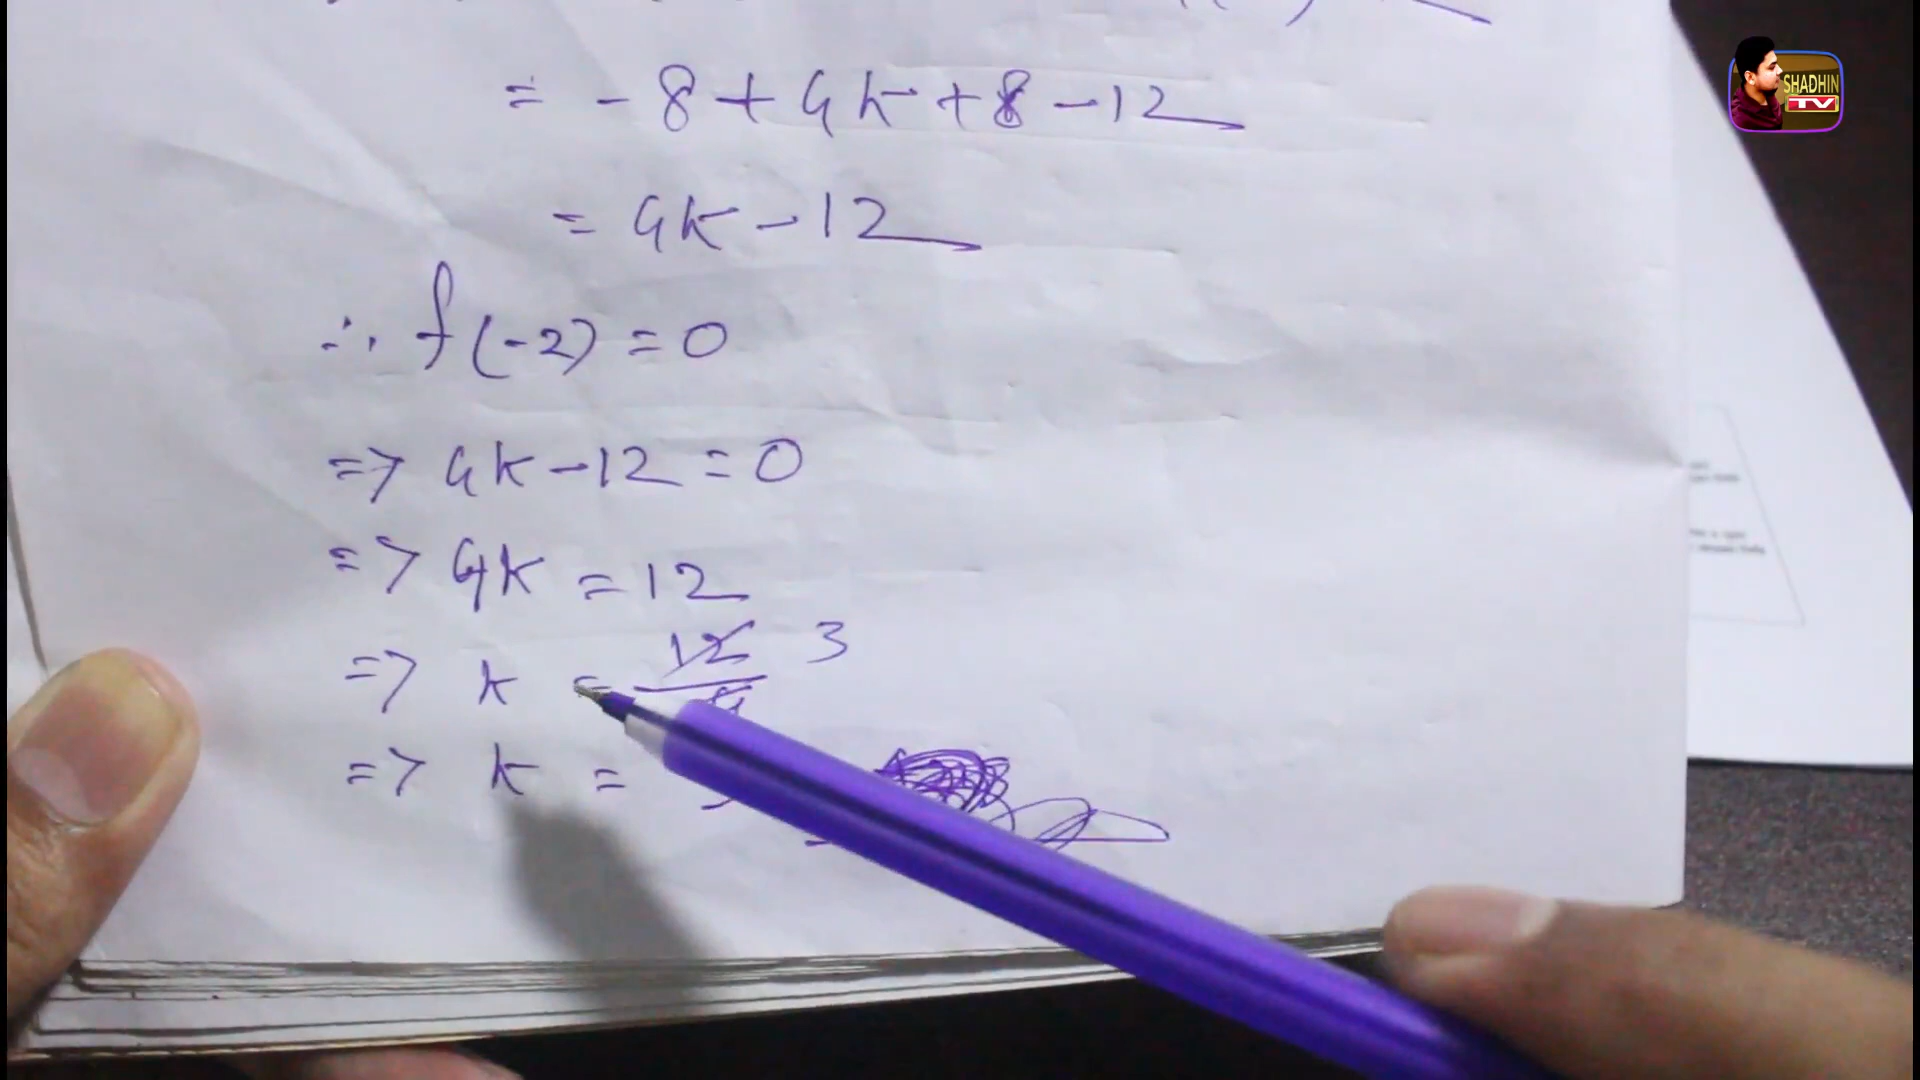 = - 8 + 4k + 8 - 12
= 4k - 12
∴ f(-2) = 0
=> 4k - 12 = 0
=> 4k = 12
=> k = 12/4 3
=> k =
SHADHIN
TV